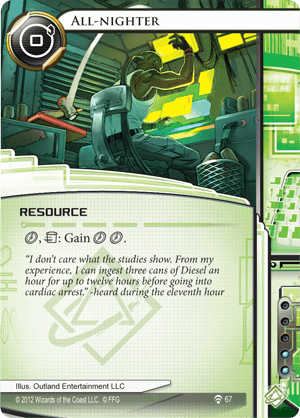 0
All-nighter
RESOURCE
, : Gain .
“I don't care what the studies show. From my
experience, I can ingest three cans of Diesel an
hour for up to twelve hours before going into
cardiac arrest.” -heard during the eleventh hour
Illus. Outland Entertainment LLC
© 2012 Wizards of the Coast LLC. © FFG
67